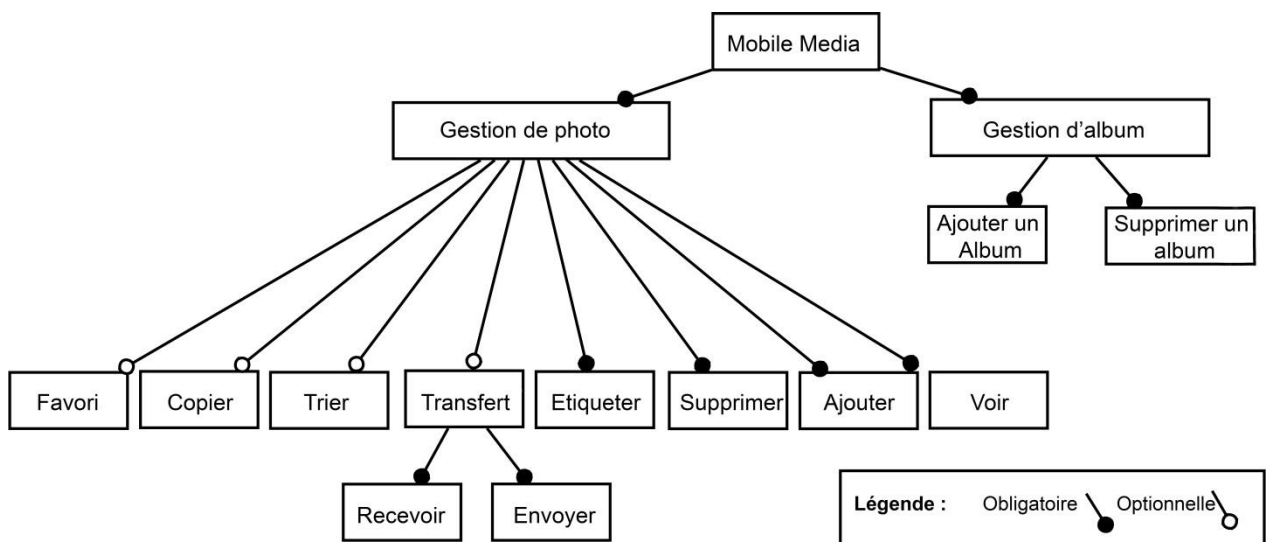 Mobile Media
Gestion de photo
Gestion d'album
Ajouter un
Album
Supprimer un
album
Favori
Copier
Trier
Transfert
Etiqueter
Supprimer
Ajouter
Voir
Recevoir
Envoyer
Légende : Obligatoire Optionnelle